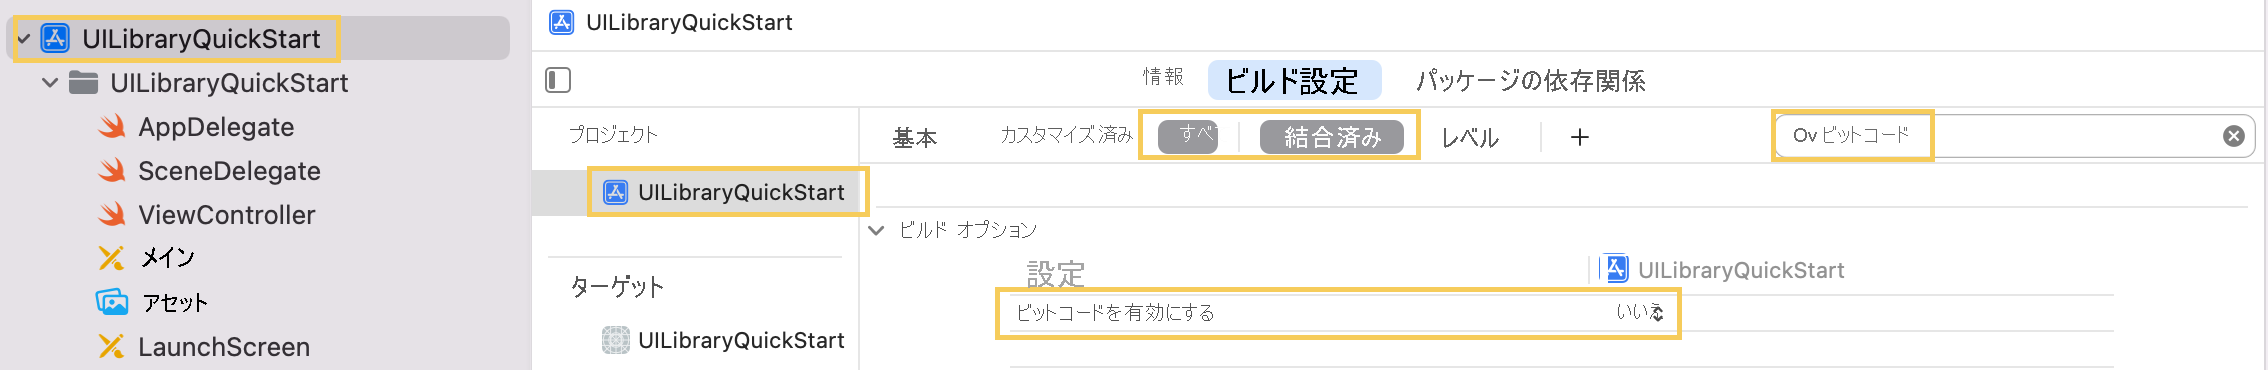 UILibraryQuickStart
UILibraryQuickStart
AppDelegate
SceneDelegate
ViewController
メイン
アセット
LaunchScreen
UILibraryQuickStart
情報 ビルド設定 パッケージの依存関係
プロジェクト
UILibraryQuickStart
ターゲット
UILibraryQuickStart
基本 カスタマイズ済み すべ 結合済み レベル + Ov ビットコード
ビルド オプション
設定 UILibraryQuickStart
ビットコードを有効にする いいえ